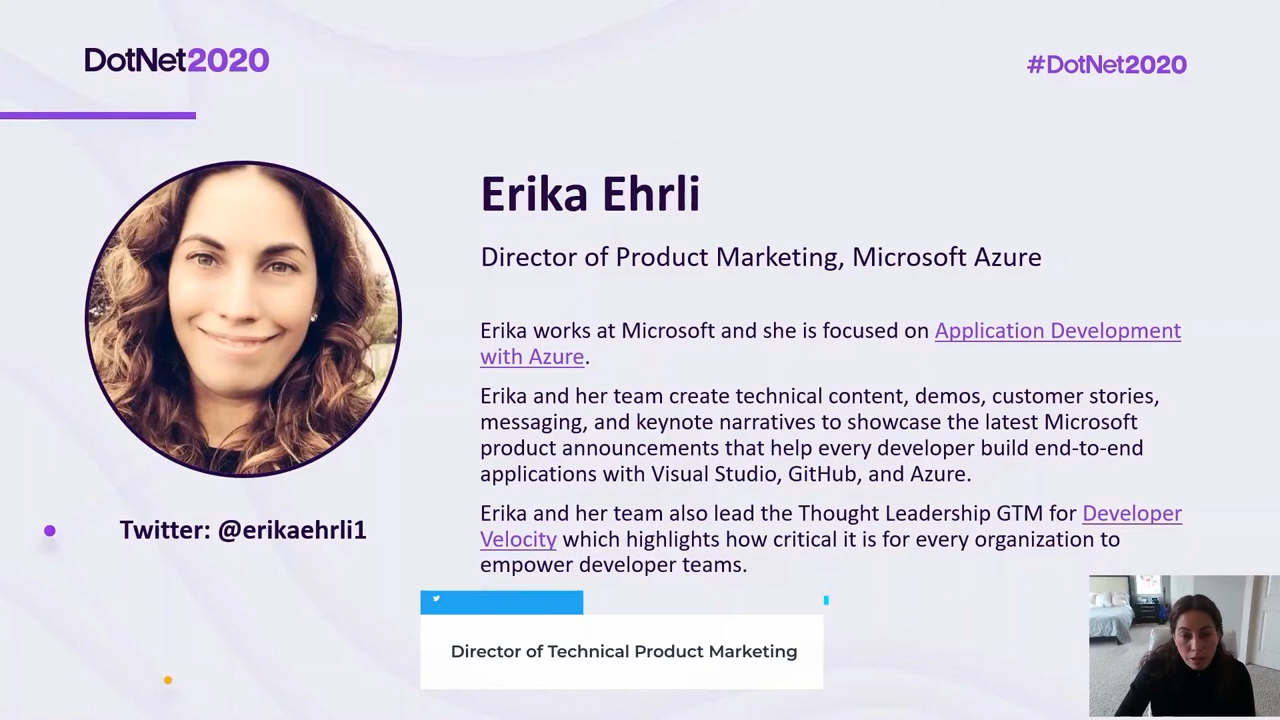 DotNet2020
#DotNet2020
Erika Ehrli
Director of Product Marketing, Microsoft Azure
Erika works at Microsoft and she is focused on Application Development
with Azure.
Erika and her team create technical content, demos, customer stories,
messaging, and keynote narratives to showcase the latest Microsoft
product announcements that help every developer build end-to-end
applications with Visual Studio, GitHub, and Azure.
Twitter: @erikaehrli1
Erika and her team also lead the Thought Leadership GTM for Developer
Velocity which highlights how critical it is for every organization to
empower developer teams.
Director of Technical Product Marketing